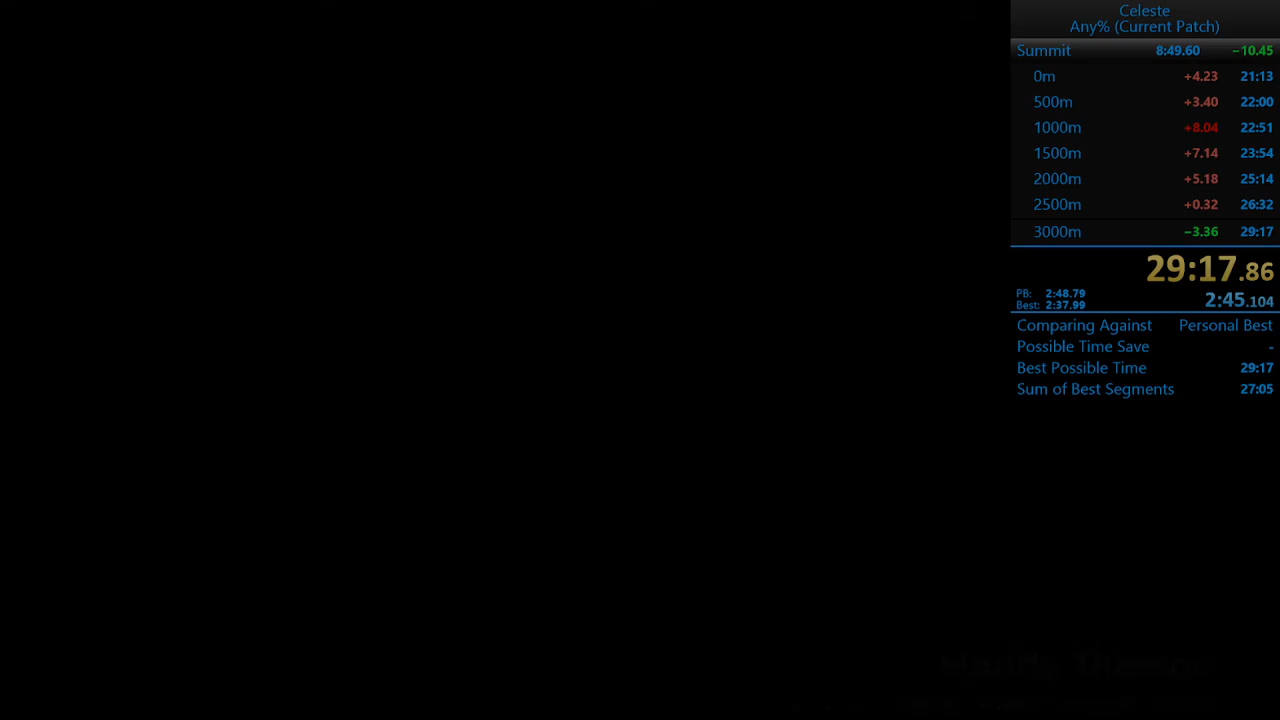 Celeste
Any% (Current Patch)
Summit 8:49.60 −10.45
0m +4.23 21:13
500m +3.40 22:00
1000m +8.04 22:51
1500m +7.14 23:54
2000m +5.18 25:14
2500m +0.32 26:32
3000m −3.36 29:17
29:17.86
PB: 2:48.79 2:45.104
Best: 2:37.99
Comparing Against Personal Best
Possible Time Save -
Best Possible Time 29:17
Sum of Best Segments 27:05